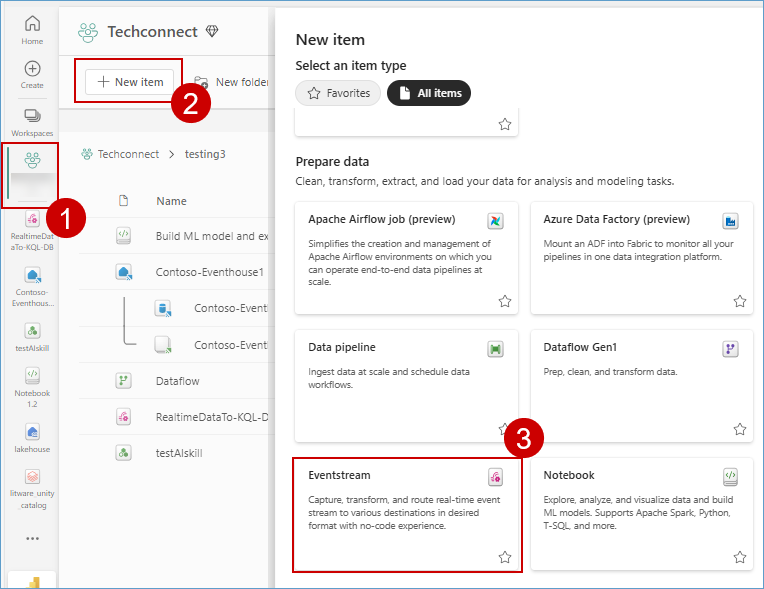 Home
Create
Workspaces
1
RealtimeDat
aTo-KQL-DB
Contoso-
Eventhous...
testAIskill
Notebook
1.2
lakehouse
litware_unity
_catalog
...
Techconnect
New item
New folder
2
Techconnect > testing3
Name
Build ML model and ex
Contoso-Eventhouse1
Contoso-Event
Contoso-Event
Dataflow
RealtimeDataTo-KQL-D
testAIskill
New item
Select an item type
Favorites
All items
Prepare data
Clean, transform, extract, and load your data for analysis and modeling tasks.
Apache Airflow job (preview)
Simplifies the creation and management of
Apache Airflow environments on which you
can operate end-to-end data pipelines at
scale.
Azure Data Factory (preview)
Mount an ADF into Fabric to monitor all your
pipelines in one data integration platform.
Data pipeline
Ingest data at scale and schedule data
workflows.
Dataflow Gen1
Prep, clean, and transform data.
3
Eventstream
Capture, transform, and route real-time event
stream to various destinations in desired
format with no-code experience.
Notebook
Explore, analyze, and visualize data and build
ML models. Supports Apache Spark, Python,
T-SQL, and more.